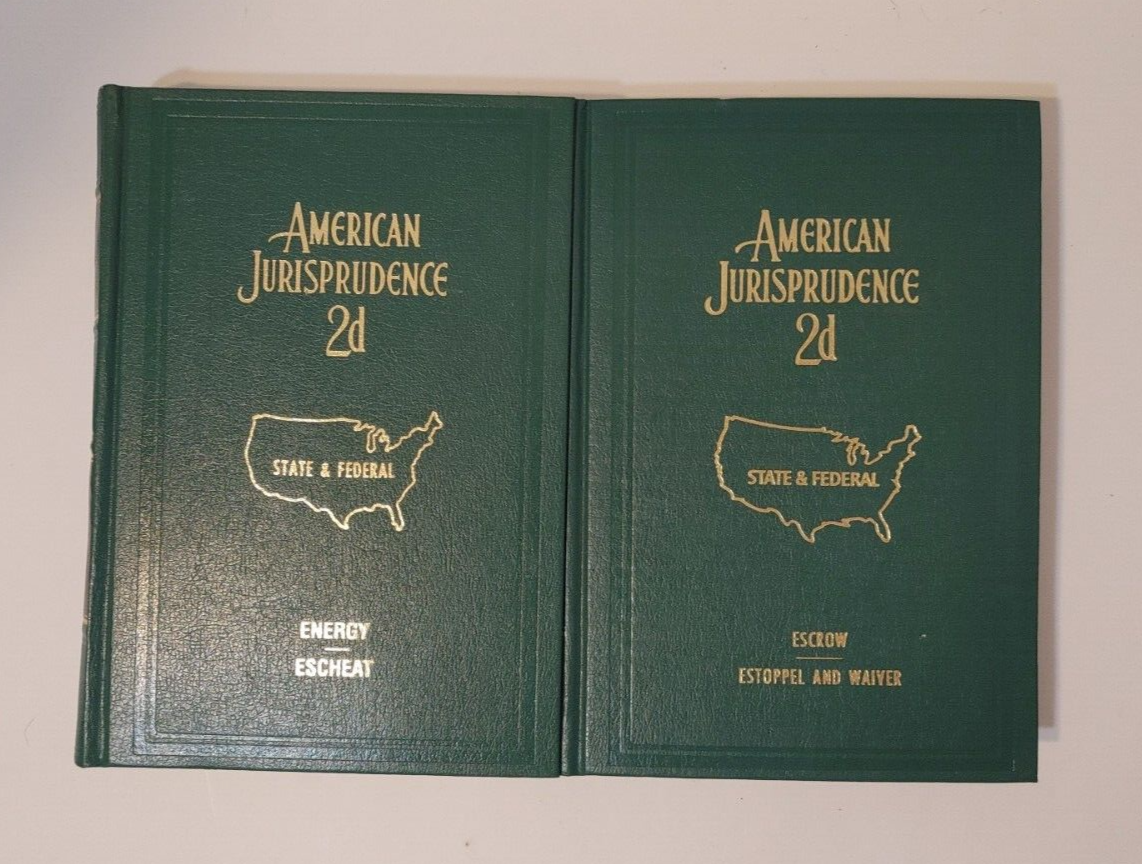 AMERICAN
JURISPRUDENCE
2d
STATE & FEDERAL
ENERGY
ESCHEAT
AMERICAN
JURISPRUDENCE
2d
STATE & FEDERAL
ESCROW
ESTOPPEL AND WAIVER